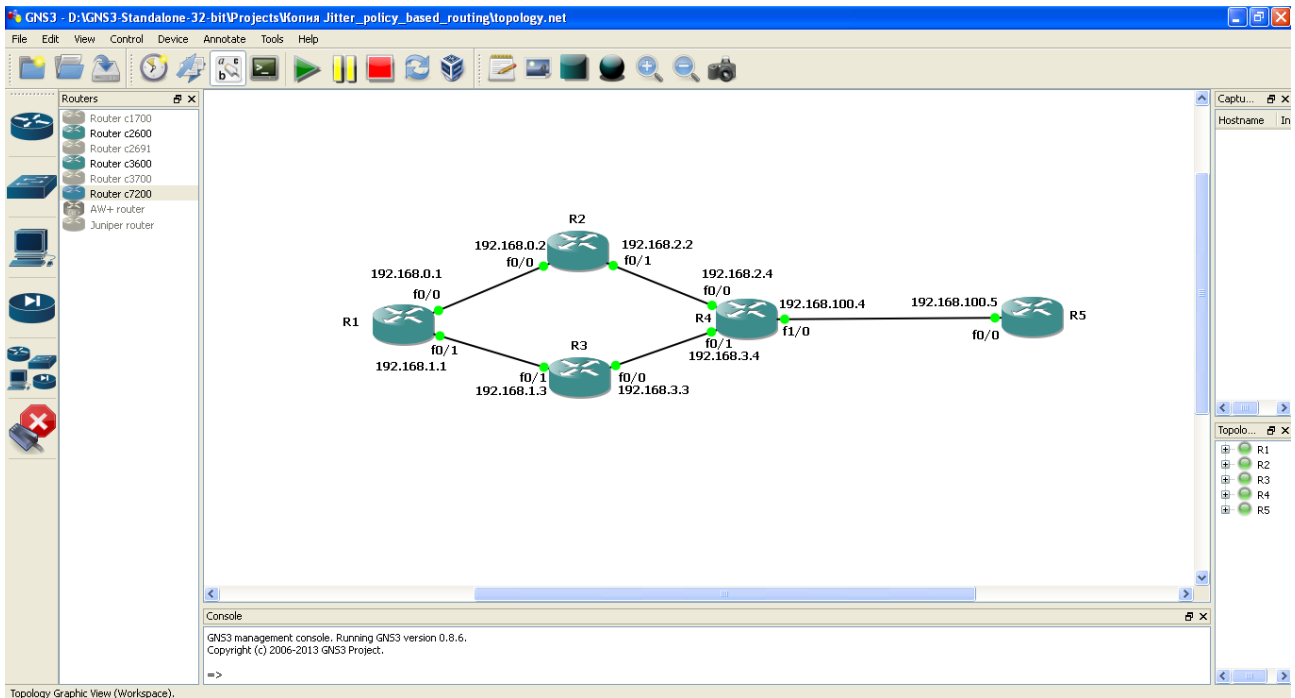 GNS3 - D:\GNS3-Standalone-32-bit\Projects\Копия Jitter_policy_based_routing\topology.net
File Edit View Control Device Annotate Tools Help
Routers
Router c1700
Router c2600
Router c2691
Router c3600
Router c3700
Router c7200
AW+ router
Juniper router
R2
192.168.0.2
192.168.2.2
f0/0
f0/1
192.168.0.1
192.168.2.4
f0/0
f0/0
192.168.100.4
192.168.100.5
R1
R4
R5
f1/0
f0/0
f0/1
R3
f0/1
192.168.3.4
192.168.1.1
f0/1
f0/0
192.168.1.3
192.168.3.3
Captu...
Hostname In
Topolo...
R1
R2
R3
R4
R5
Console
GNS3 management console. Running GNS3 version 0.8.6.
Copyright (c) 2006-2013 GNS3 Project.
=>
Topology Graphic View (Workspace).